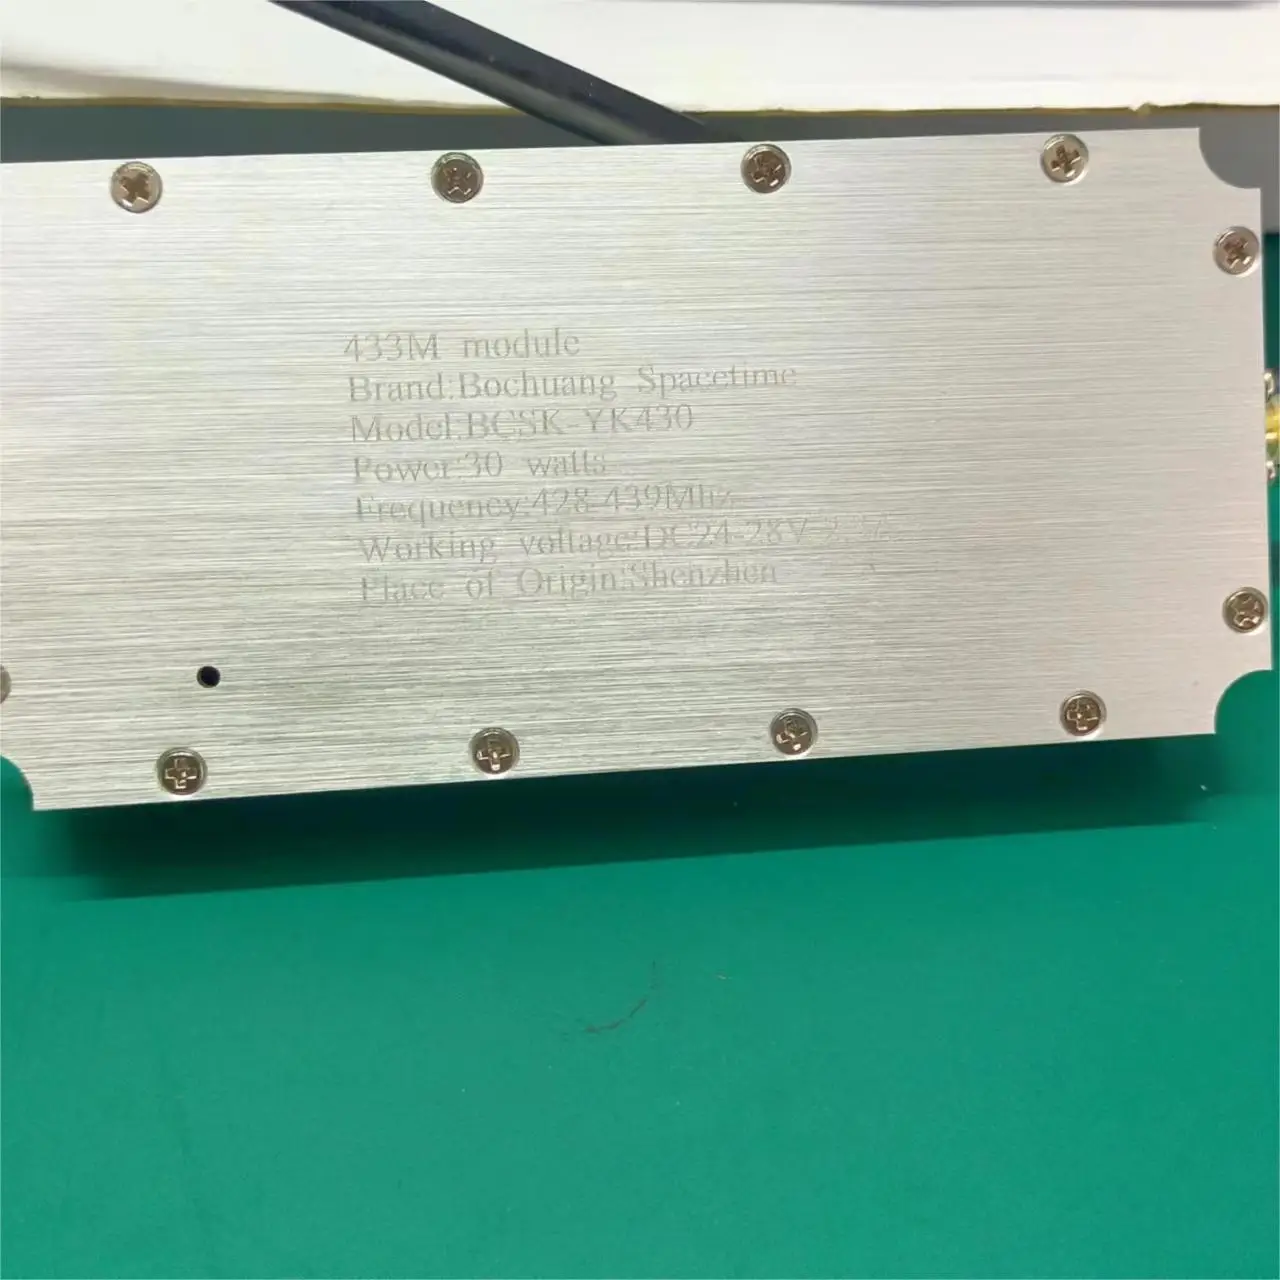 433M module
Brand:Bochuang Spacetime
Model:BCSK-YK430
Power:30 watts
Frequency:428-439Mhz
Working voltage:DC24-28V
Place of Origin:Shenzhen